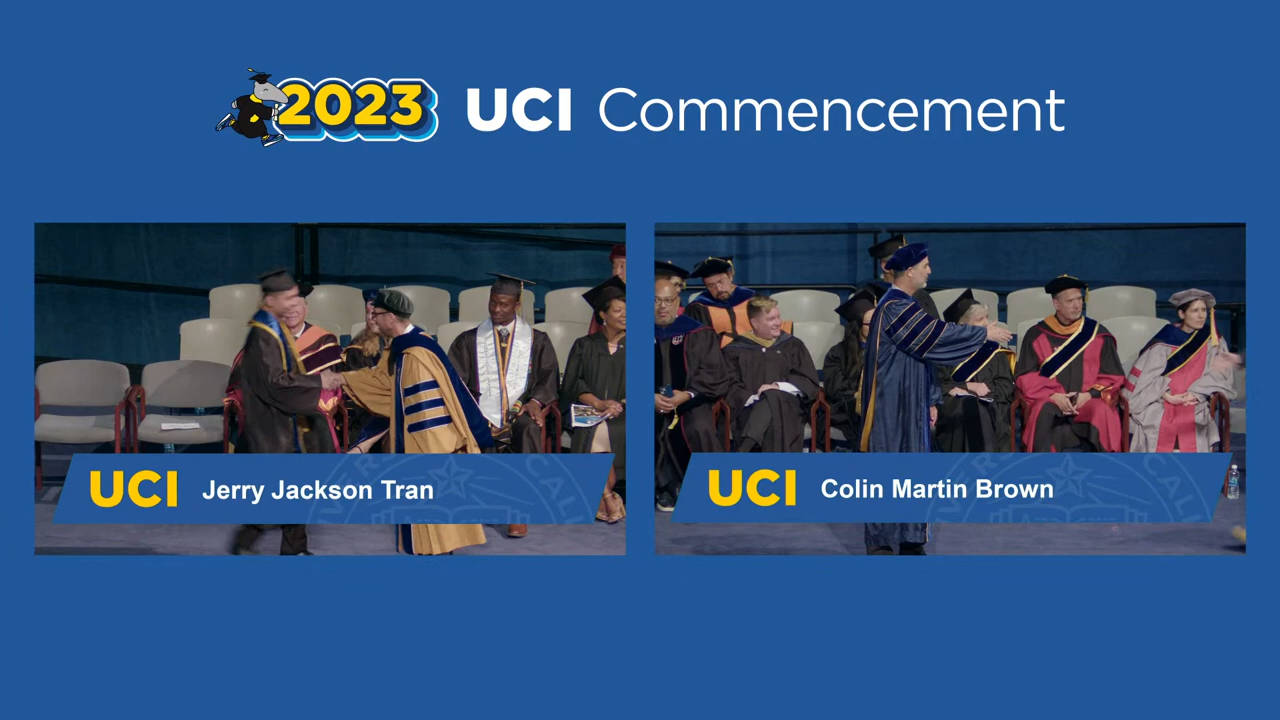 2023 UCI Commencement
UCI Jerry Jackson Tran
UCI Colin Martin Brown